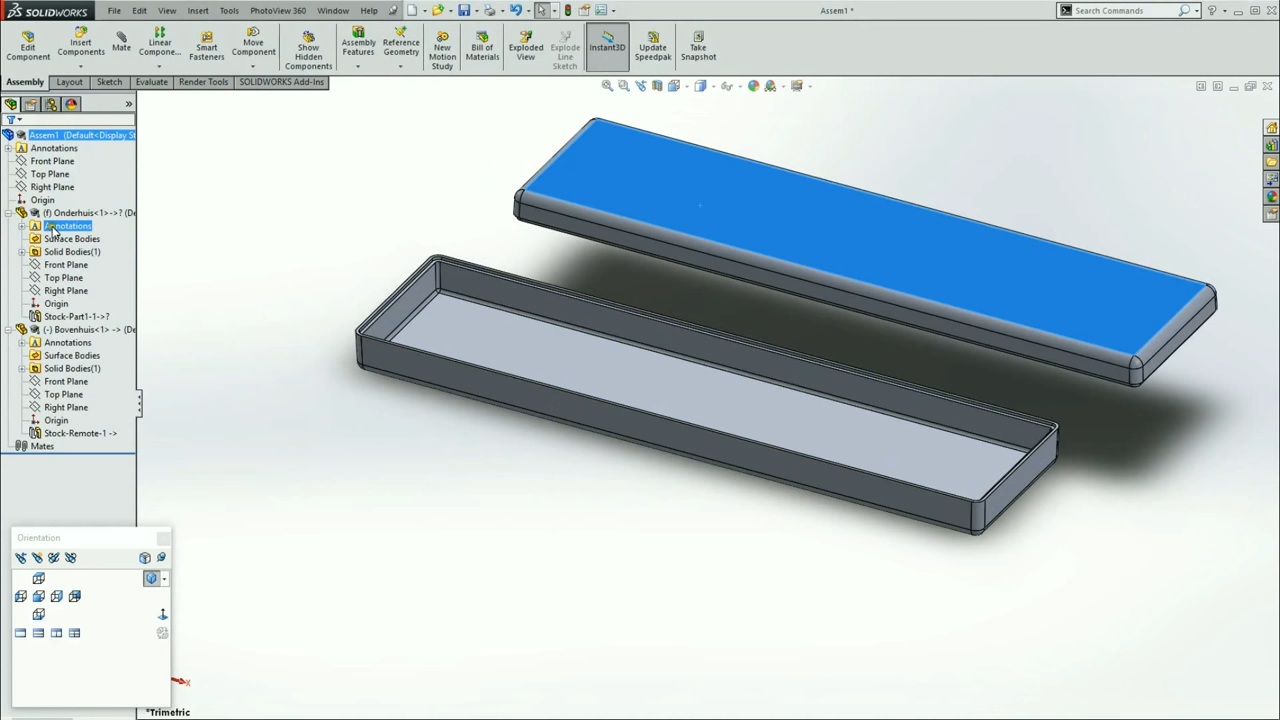 SOLIDWORKS
File Edit View Insert Tools PhotoView 360 Window Help
Assem1 *
Search Commands
Edit Component
Insert Components
Mate
Linear Compone...
Smart Fasteners
Move Component
Show Hidden Components
Assembly Features
Reference Geometry
New Motion Study
Bill of Materials
Exploded View
Explode Line Sketch
Instant3D
Update Speedpak
Take Snapshot
Assembly Layout Sketch Evaluate Render Tools SOLIDWORKS Add-Ins
Assem1 (Default<Display St
Annotations
Front Plane
Top Plane
Right Plane
Origin
(f) Onderhuis<1>->? (De
Annotations
Surface Bodies
Solid Bodies(1)
Front Plane
Top Plane
Right Plane
Origin
Stock-Part1-1->?
(-) Bovenhuis<1> -> (De
Annotations
Surface Bodies
Solid Bodies(1)
Front Plane
Top Plane
Right Plane
Origin
Stock-Remote-1 ->
Mates
Orientation
X
*Trimetric